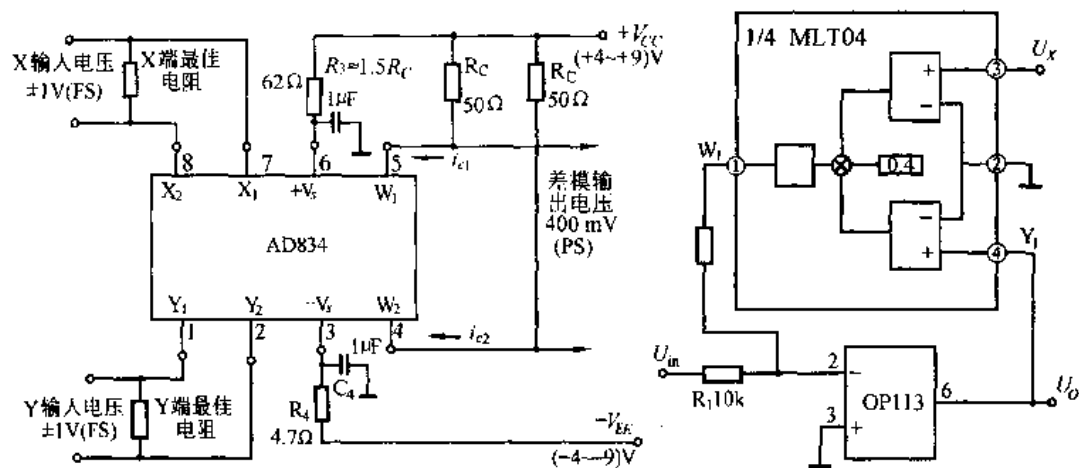 X输入电压
±1V(FS)
X端最佳
电阻
62Ω
R₃≈1.5R_C
1μF
R_C
50Ω
R_C
50Ω
+V_CC
(+4~+9)V
8
7
6
5
i_c1
X₂
X₁
+Vs
W₁
AD834
差模输
出电压
400 mV
(PS)
Y₁
Y₂
-Vs
W₂
1
2
3
4
i_c2
1μF
C₄
Y输入电压
±1V(FS)
Y端最佳
电阻
R₄
4.7Ω
-V_EE
(-4~-9)V
1/4 MLT04
U_X
+
③
-
W₁
①
⊗
0.4
②
-
+
④
Y₁
U_in
R₁10k
2
-
OP113
6
U_O
3
+